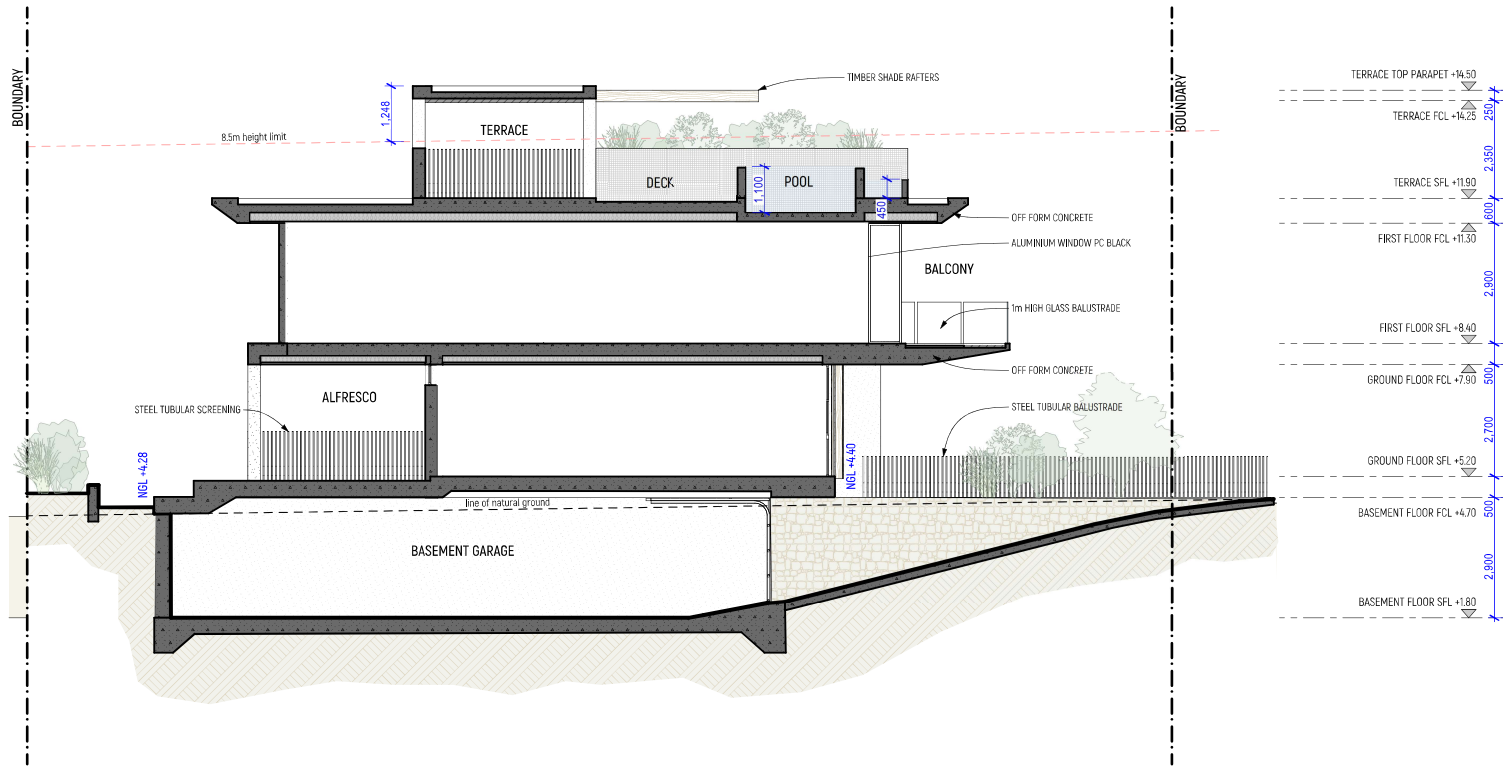 BOUNDARY
TIMBER SHADE RAFTERS
BOUNDARY
TERRACE TOP PARAPET +14.50
250
TERRACE FCL +14.25
1,248
8.5m height limit
TERRACE
2,350
DECK
1,100
POOL
450
TERRACE SFL +11.90
600
OFF FORM CONCRETE
FIRST FLOOR FCL +11.30
ALUMINIUM WINDOW PC BLACK
BALCONY
2,900
1m HIGH GLASS BALUSTRADE
FIRST FLOOR SFL +8.40
500
OFF FORM CONCRETE
GROUND FLOOR FCL +7.90
ALFRESCO
STEEL TUBULAR SCREENING
STEEL TUBULAR BALUSTRADE
2,700
NGL +4.28
NGL +4.40
GROUND FLOOR SFL +5.20
500
line of natural ground
BASEMENT FLOOR FCL +4.70
BASEMENT GARAGE
2,900
BASEMENT FLOOR SFL +1.80